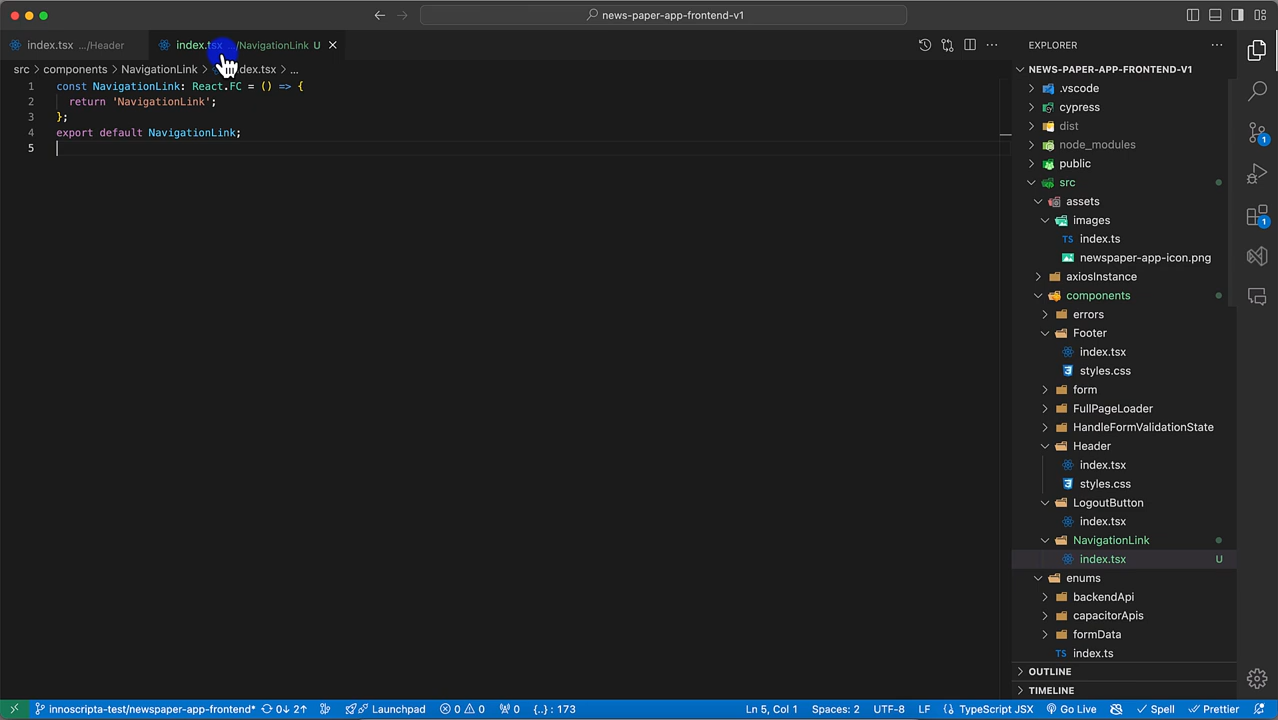 news-paper-app-frontend-v1
index.tsx .../Header
index.tsx .../NavigationLink U
src > components > NavigationLink > dex.tsx > ...
1 const NavigationLink: React.FC = () => {
2 return 'NavigationLink';
3 };
4 export default NavigationLink;
5
EXPLORER
NEWS-PAPER-APP-FRONTEND-V1
.vscode
cypress
dist
node_modules
public
src
assets
images
TS index.ts
newspaper-app-icon.png
axiosInstance
components
errors
Footer
index.tsx
styles.css
form
FullPageLoader
HandleFormValidationState
Header
index.tsx
styles.css
LogoutButton
index.tsx
NavigationLink
index.tsx U
enums
backendApi
capacitorApis
formData
TS index.ts
OUTLINE
TIMELINE
1
1
innoscripta-test/newspaper-app-frontend* 0↓ 2↑ Launchpad 0 0 0 {..} : 173 Ln 5, Col 1 Spaces: 2 UTF-8 LF {} TypeScript JSX Go Live Spell Prettier